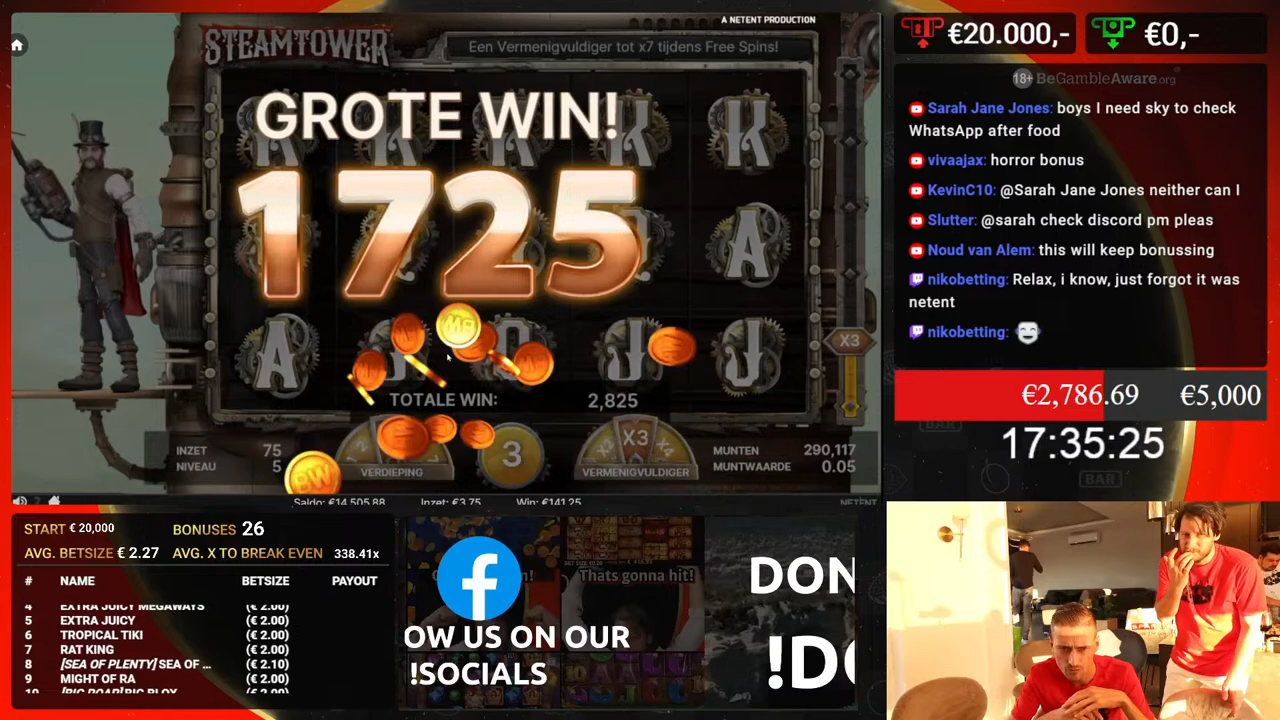 A NETENT PRODUCTION
STEAMTOWER
Een Vermenigvuldiger tot x7 tijdens Free Spins!
GROTE WIN!
1725
K
K
K
K
K
A
A
J
Q
J
J
X3
TOTALE WIN: 2,825
INZET 75
NIVEAU 5
VERDIEPING
3
X2 X3 X4
VERMENIGVULDIGER
MUNTEN 290,117
MUNTWAARDE 0.05
BW
Saldo: €14.505.88 Inzet: €3.75 Win: €141.25
NETENT
€20.000,- €0,-
18+ BeGambleAware.org
Sarah Jane Jones: boys I need sky to check
WhatsApp after food
vivaajax: horror bonus
KevinC10: @Sarah Jane Jones neither can I
Slutter: @sarah check discord pm pleas
Noud van Alem: this will keep bonussing
nikobetting: Relax, i know, just forgot it was
netent
nikobetting:
€2,786.69 €5,000
17:35:25
BAR
BAR
START € 20,000 BONUSES 26
AVG. BETSIZE € 2.27 AVG. X TO BREAK EVEN 338.41x
# NAME BETSIZE PAYOUT
4 EXTRA JUICY MEGAWAYS (€ 2.00)
5 EXTRA JUICY (€ 2.00)
6 TROPICAL TIKI (€ 2.00)
7 RAT KING (€ 2.00)
8 [SEA OF PLENTY] SEA OF ... (€ 2.10)
9 MIGHT OF RA (€ 2.00)
Thats gonna hit!
OW US ON OUR
!SOCIALS
DON
!D